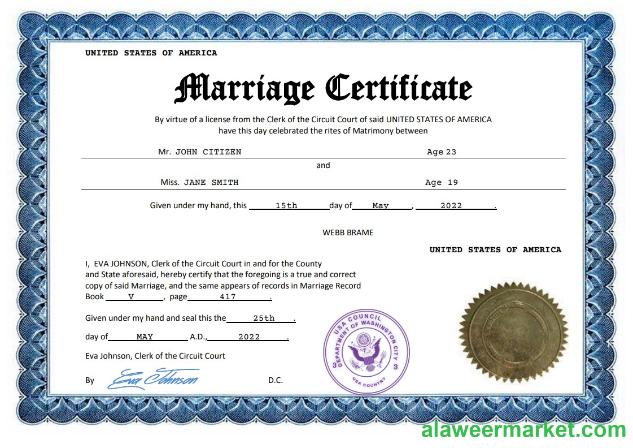 UNITED STATES OF AMERICA
Marriage Certificate
By virtue of a license from the Clerk of the Circuit Court of said UNITED STATES OF AMERICA
have this day celebrated the rites of Matrimony between
Mr. JOHN CITIZEN Age 23
and
Miss. JANE SMITH Age 19
Given under my hand, this 15th day of May, 2022.
WEBB BRAME
UNITED STATES OF AMERICA
I, EVA JOHNSON, Clerk of the Circuit Court in and for the County
and State aforesaid, hereby certify that the foregoing is a true and correct
copy of said Marriage, and the same appears of records in Marriage Record
Book V, page 417.
Given under my hand and seal this the 25th.
day of MAY A.D., 2022.
Eva Johnson, Clerk of the Circuit Court
By Eva Johnson D.C.
USA COUNCIL
DEPARTMENT OF WASHINGTON CITY
USA COUNTRY
alaweermarket.com